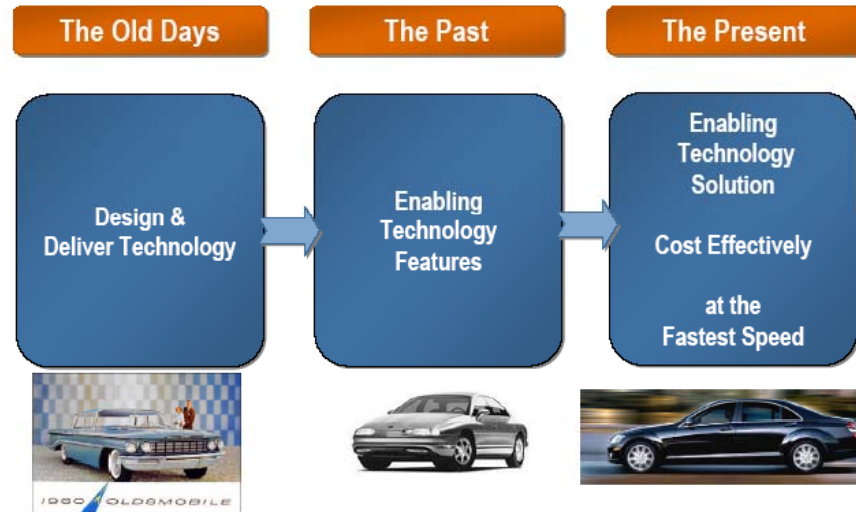 The Old Days
The Past
The Present
Design &
Deliver Technology
Enabling
Technology
Features
Enabling
Technology
Solution
Cost Effectively
at the
Fastest Speed
1960 OLDSMOBILE